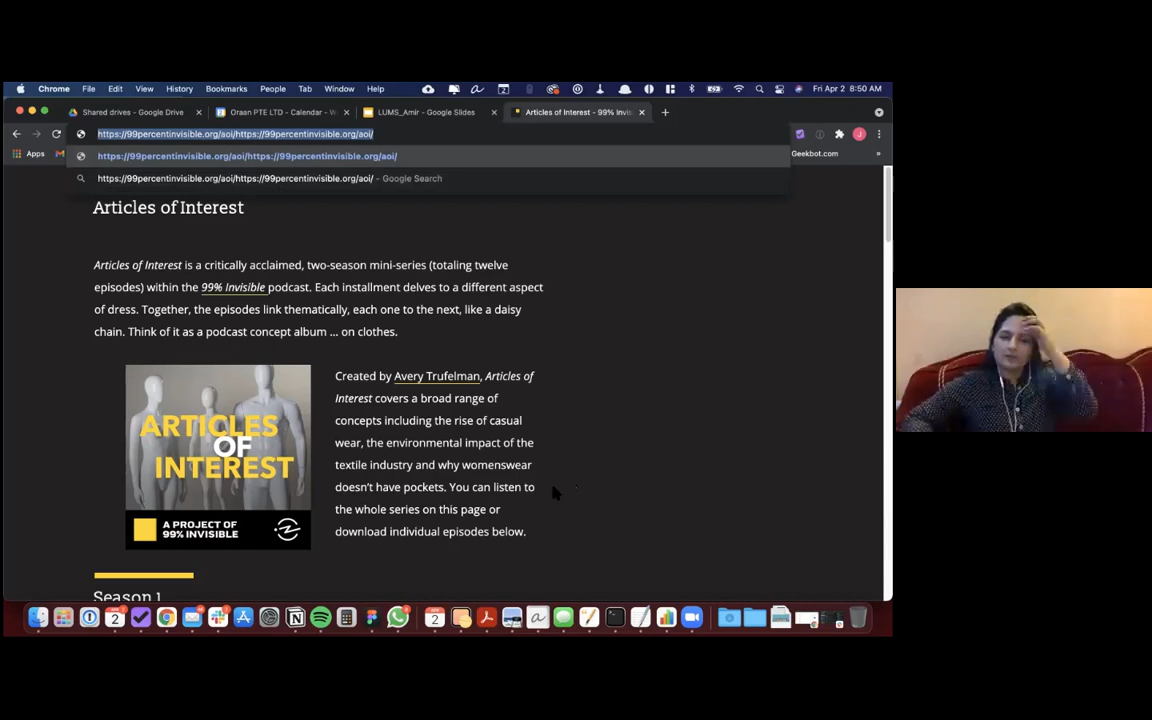 Chrome File Edit View History Bookmarks People Tab Window Help
Fri Apr 2 8:50 AM
Shared drives – Google Drive
Oraan PTE LTD - Calendar - W
LUMS_Amir - Google Slides
Articles of Interest - 99% Invis
https://99percentinvisible.org/aoi/https://99percentinvisible.org/aoi/
Apps
https://99percentinvisible.org/aoi/https://99percentinvisible.org/aoi/
Geekbot.com
»
https://99percentinvisible.org/aoi/https://99percentinvisible.org/aoi/ – Google Search
Articles of Interest
Articles of Interest is a critically acclaimed, two-season mini-series (totaling twelve
episodes) within the 99% Invisible podcast. Each installment delves to a different aspect
of dress. Together, the episodes link thematically, each one to the next, like a daisy
chain. Think of it as a podcast concept album ... on clothes.
ARTICLES
OF
INTEREST
A PROJECT OF
99% INVISIBLE
Created by Avery Trufelman, Articles of
Interest covers a broad range of
concepts including the rise of casual
wear, the environmental impact of the
textile industry and why womenswear
doesn't have pockets. You can listen to
the whole series on this page or
download individual episodes below.
Season 1